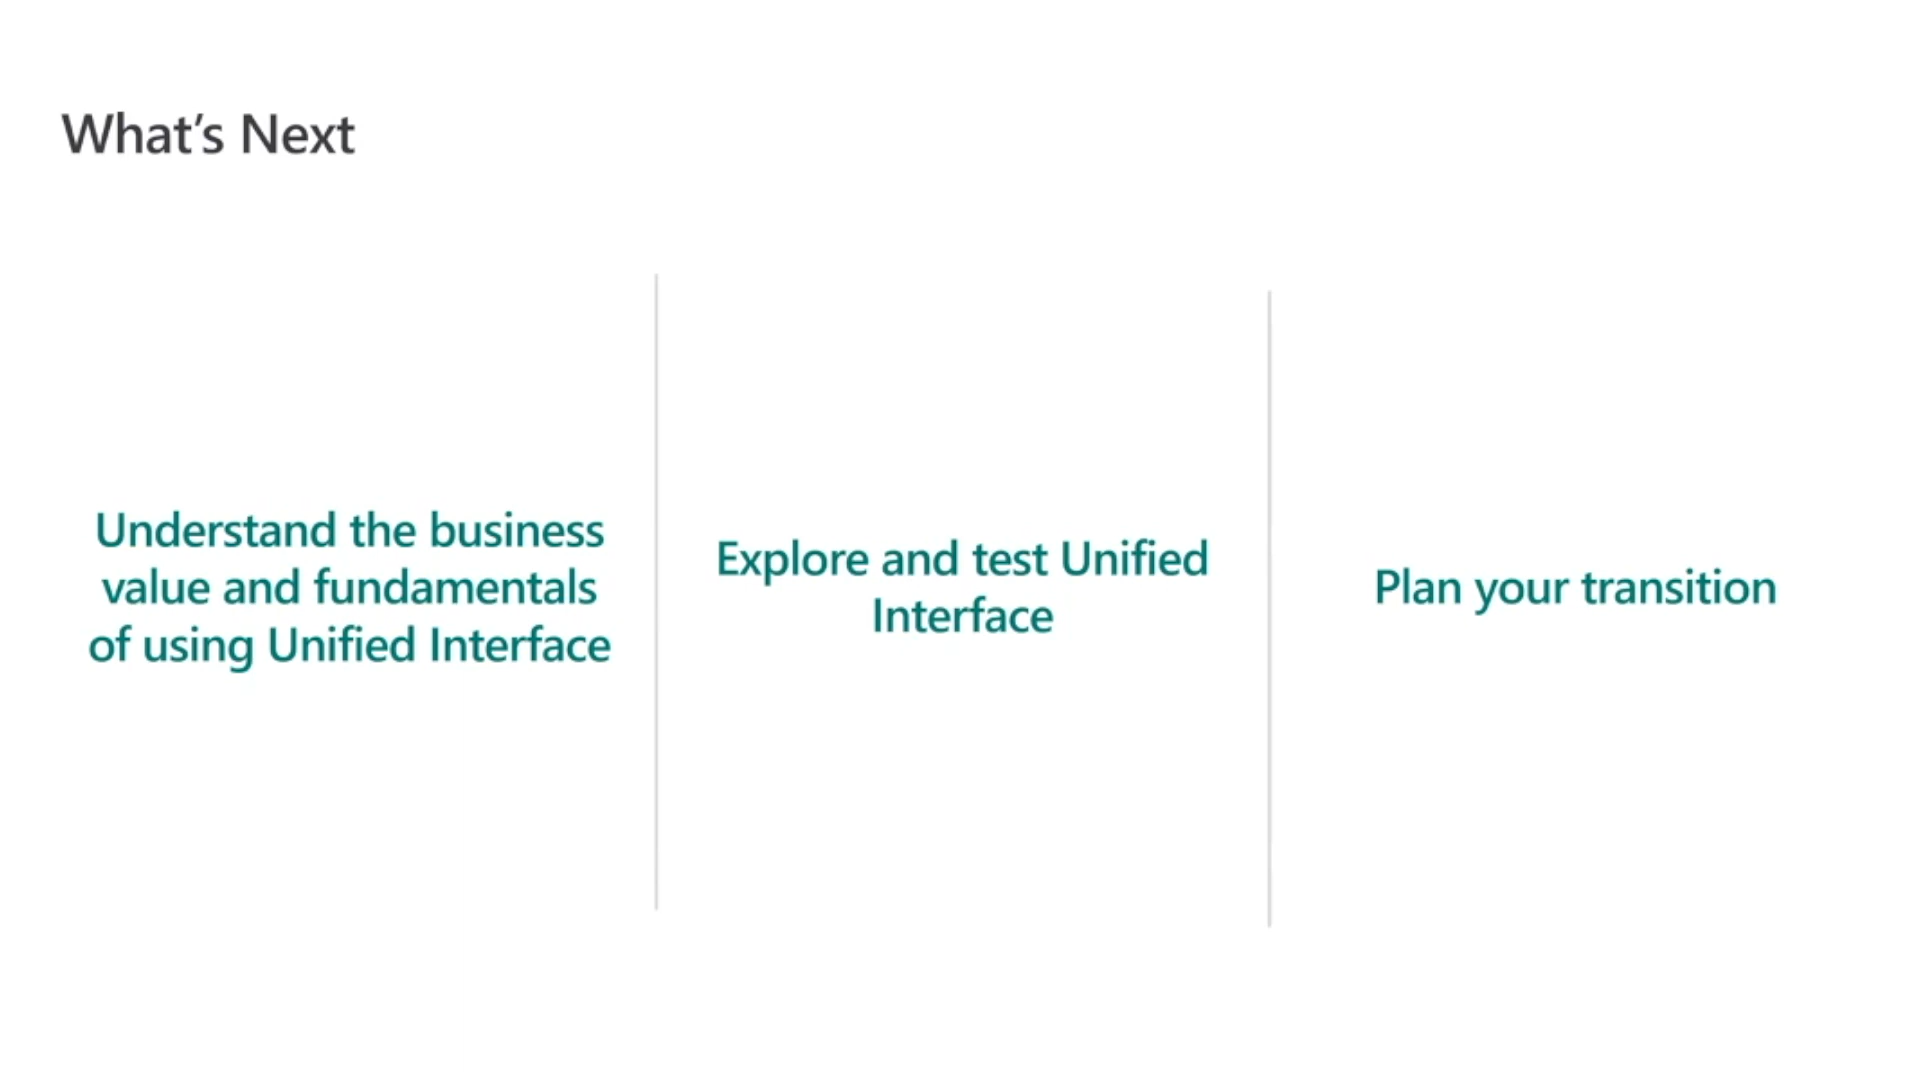 What’s Next
Understand the business
value and fundamentals
of using Unified Interface
Explore and test Unified
Interface
Plan your transition